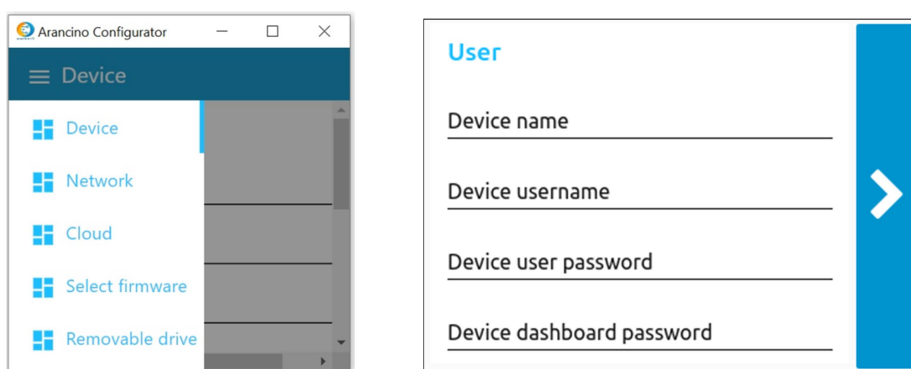 Arancino Configurator
Device
Device
Network
Cloud
Select firmware
Removable drive
User
Device name
Device username
Device user password
Device dashboard password